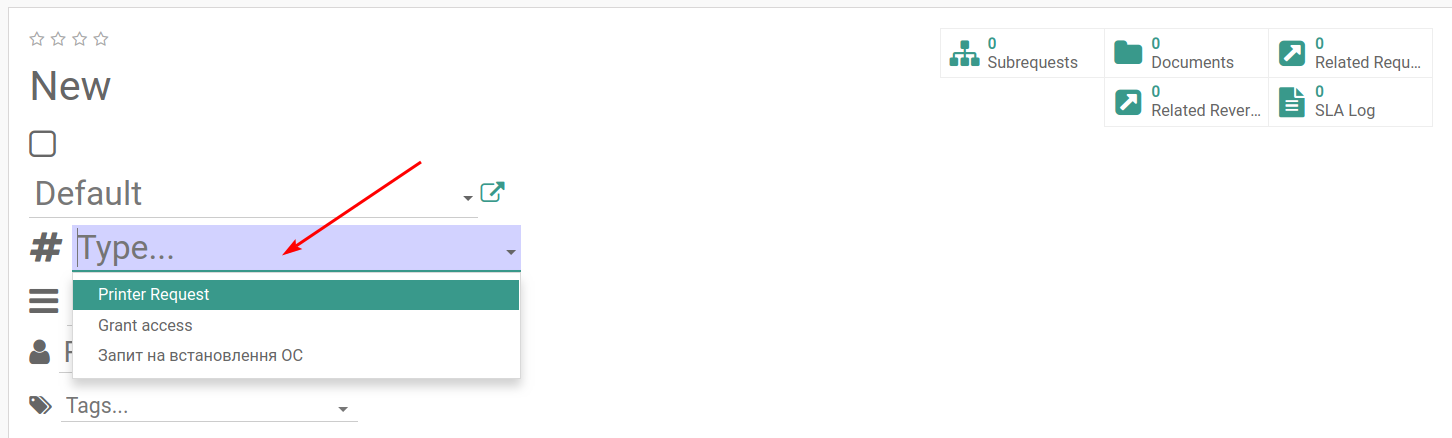 0
Subrequests
0
Documents
0
Related Requ...
0
Related Rever...
0
SLA Log
New
Default
# Type...
Printer Request
Grant access
Запит на встановлення ОС
Tags...